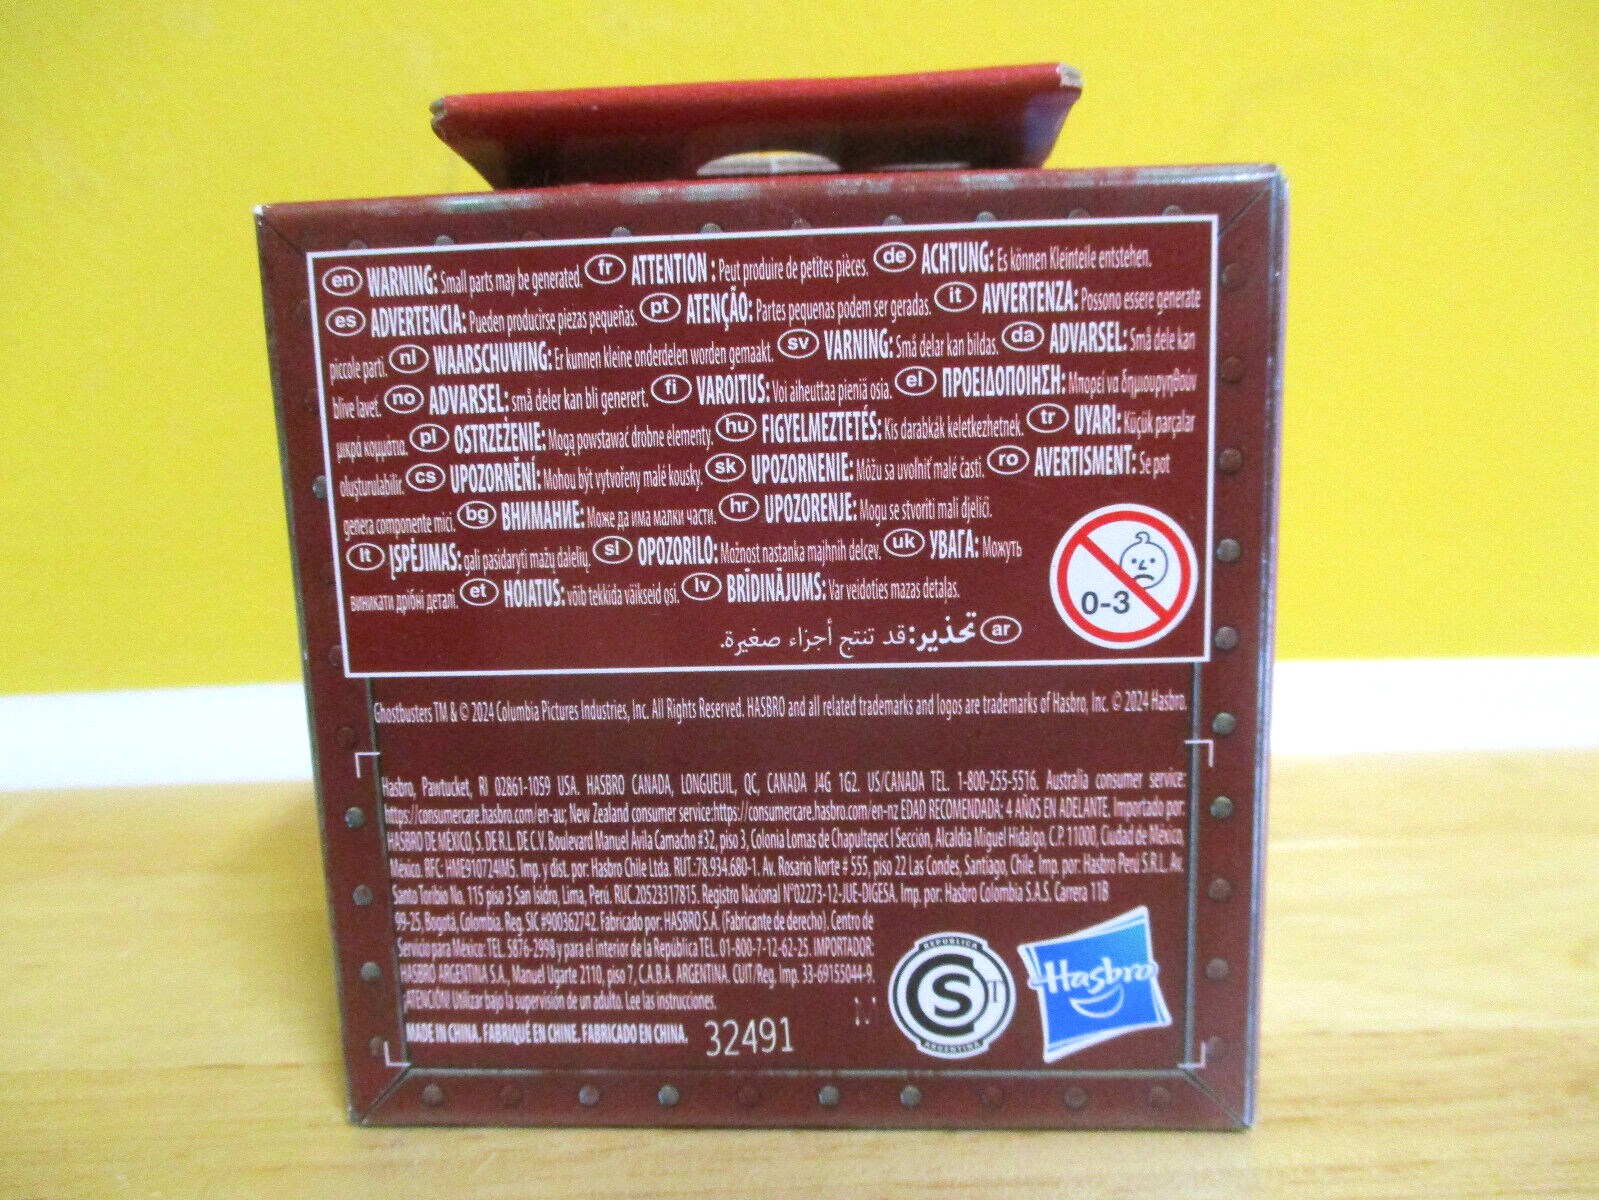 en WARNING: Small parts may be generated. fr ATTENTION : Peut produire de petites pièces. de ACHTUNG: Es können Kleinteile entstehen.
es ADVERTENCIA: Pueden producirse piezas pequeñas. pt ATENÇÃO: Partes pequenas podem ser geradas. it AVVERTENZA: Possono essere generate
piccole parti. nl WAARSCHUWING: Er kunnen kleine onderdelen worden gemaakt. sv VARNING: Små delar kan bildas. da ADVARSEL: Små dele kan
blive lavet. no ADVARSEL: små deler kan bli generert. fi VAROITUS: Voi aiheuttaa pieniä osia. el ΠΡΟΕΙΔΟΠΟΙΗΣΗ: Μπορεί να δημιουργηθούν
μικρά κομμάτια. pl OSTRZEŻENIE: Mogą powstawać drobne elementy. hu FIGYELMEZTETÉS: Kis darabkák keletkezhetnek. tr UYARI: Küçük parçalar
oluşturulabilir. cs UPOZORNĚNÍ: Mohou být vytvořeny malé kousky. sk UPOZORNENIE: Môžu sa uvoľniť malé časti. ro AVERTISMENT: Se pot
genera componente mici. bg ВНИМАНИЕ: Може да има малки части. hr UPOZORENJE: Mogu se stvoriti mali djelići.
lt ĮSPĖJIMAS: gali pasidaryti mažų dalelių. sl OPOZORILO: Možnost nastanka majhnih delcev. uk УВАГА: Можуть
виникати дрібні деталі. et HOIATUS: võib tekkida väikseid osi. lv BRĪDINĀJUMS: Var veidoties mazas detaļas.
ar تحذير: قد تنتج أجزاء صغيرة.
0-3
Ghostbusters TM & © 2024 Columbia Pictures Industries, Inc. All Rights Reserved. HASBRO and all related trademarks and logos are trademarks of Hasbro, Inc. © 2024 Hasbro.
Hasbro, Pawtucket, RI 02861-1059 USA. HASBRO CANADA, LONGUEUIL, QC, CANADA J4G 1G2. US/CANADA TEL. 1-800-255-5516. Australia consumer service:
https://consumercare.hasbro.com/en-au; New Zealand consumer service:https://consumercare.hasbro.com/en-nz EDAD RECOMENDADA: 4 AÑOS EN ADELANTE. Importado por:
HASBRO DE MÉXICO, S. DE R.L. DE C.V. Boulevard Manuel Ávila Camacho #32, piso 3, Colonia Lomas de Chapultepec I Sección, Alcaldía Miguel Hidalgo, C.P. 11000, Ciudad de México,
México. RFC: HME910724IM5. Imp. y dist. por: Hasbro Chile Ltda. RUT:78.934.680-1. Av. Rosario Norte # 555, piso 22 Las Condes, Santiago, Chile. Imp. por: Hasbro Perú S.R.L. Av.
Santo Toribio No. 115 piso 3 San Isidro, Lima, Perú. RUC.20523317815. Registro Nacional N°02273-12-JUE-DIGESA. Imp. por: Hasbro Colombia S.A.S. Carrera 11B
99-25, Bogotá, Colombia. Reg. SIC #900362742. Fabricado por: HASBRO S.A. (Fabricante de derecho). Centro de
Servicio para México: TEL. 5876-2998 y para el interior de la República TEL. 01-800-7-12-62-25. IMPORTADOR:
HASBRO ARGENTINA S.A., Manuel Ugarte 2110, piso 7, C.A.B.A. ARGENTINA. CUIT/Reg. Imp. 33-69155044-9.
¡ATENCIÓN! Utilizar bajo la supervisión de un adulto. Lee las instrucciones.
MADE IN CHINA. FABRIQUÉ EN CHINE. FABRICADO EN CHINA. 32491
REPUBLICA
S T
ARGENTINA
Hasbro